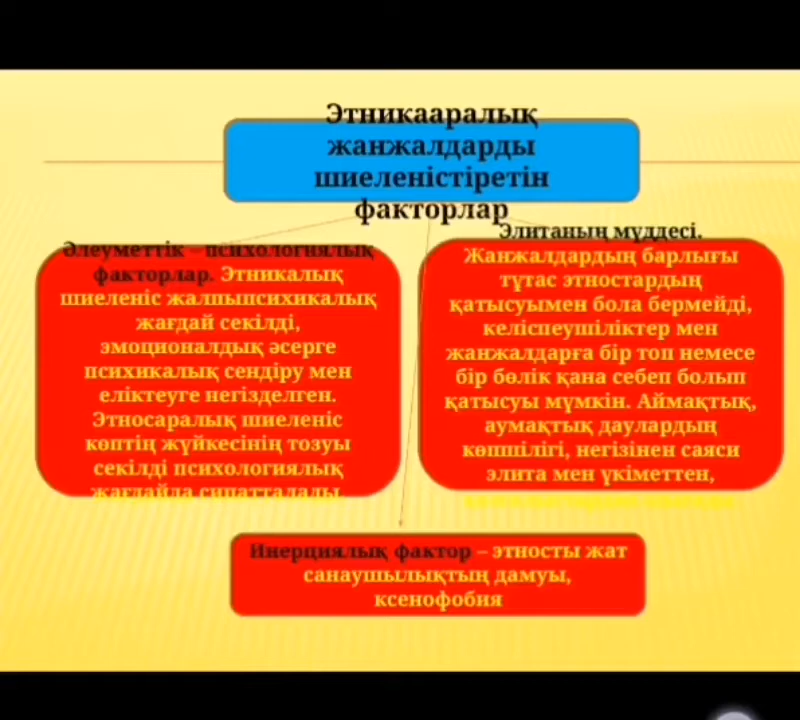 Этникааралық
жанжалдарды
шиеленістіретін
факторлар
Әлеуметтік – психологиялық
факторлар. Этникалық
шиеленіс жалпыпсихикалық
жағдай секілді,
эмоционалдық әсерге
психикалық сендіру мен
еліктеуге негізделген.
Этносаралық шиеленіс
көптің жүйкесінің тозуы
секілді психологиялық
жағдайда сипатталады.
Элитаның мүддесі.
Жанжалдардың барлығы
тұтас этностардың
қатысуымен бола бермейді,
келіспеушіліктер мен
жанжалдарға бір топ немесе
бір бөлік қана себеп болып
қатысуы мүмкін. Аймақтық,
аумақтық даулардың
көпшілігі, негізінен саяси
элита мен үкіметтен,
Инерциялық фактор – этносты жат
санаушылықтың дамуы,
ксенофобия